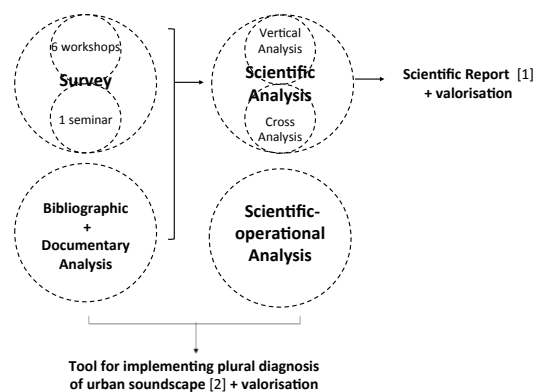 6 workshops
Survey
1 seminar
Vertical
Analysis
Scientific
Analysis
Cross
Analysis
Scientific Report [1]
+ valorisation
Bibliographic
+
Documentary
Analysis
Scientific-
operational
Analysis
Tool for implementing plural diagnosis
of urban soundscape [2] + valorisation